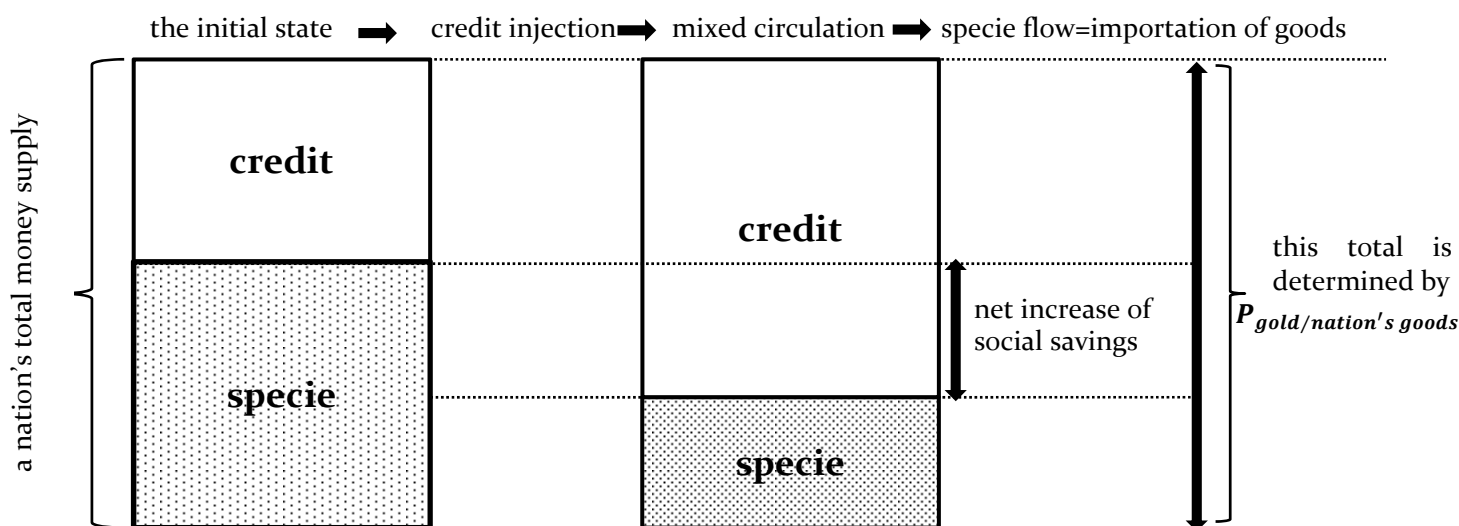 the initial state → credit injection → mixed circulation → specie flow=importation of goods
a nation's total money supply
credit
specie
credit
specie
net increase of
social savings
this total is
determined by
P gold/nation's goods